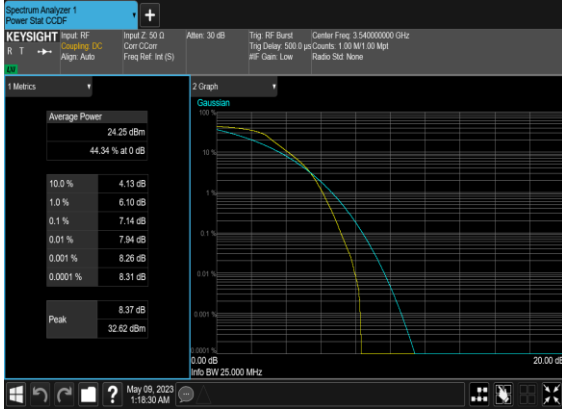 Spectrum Analyzer 1
Power Stat CCDF
+
KEYSIGHT
R T
Input: RF
Coupling: DC
Align: Auto
Input Z: 50 Ω
Corr CCorr
Freq Ref: Int (S)
Atten: 30 dB
Trig: RF Burst
Trig Delay: 500.0 µs
#IF Gain: Low
Center Freq: 3.540000000 GHz
Counts: 1.00 M/1.00 Mpt
Radio Std: None
1 Metrics
Average Power
24.25 dBm
44.34 % at 0 dB
10.0 % 4.13 dB
1.0 % 6.10 dB
0.1 % 7.14 dB
0.01 % 7.94 dB
0.001 % 8.26 dB
0.0001 % 8.31 dB
Peak
8.37 dB
32.62 dBm
2 Graph
Gaussian
100 %
10 %
1 %
0.1 %
0.01 %
0.001 %
0.0001 %
0.00 dB
20.00 dB
Info BW 25.000 MHz
?
May 09, 2023
1:18:30 AM